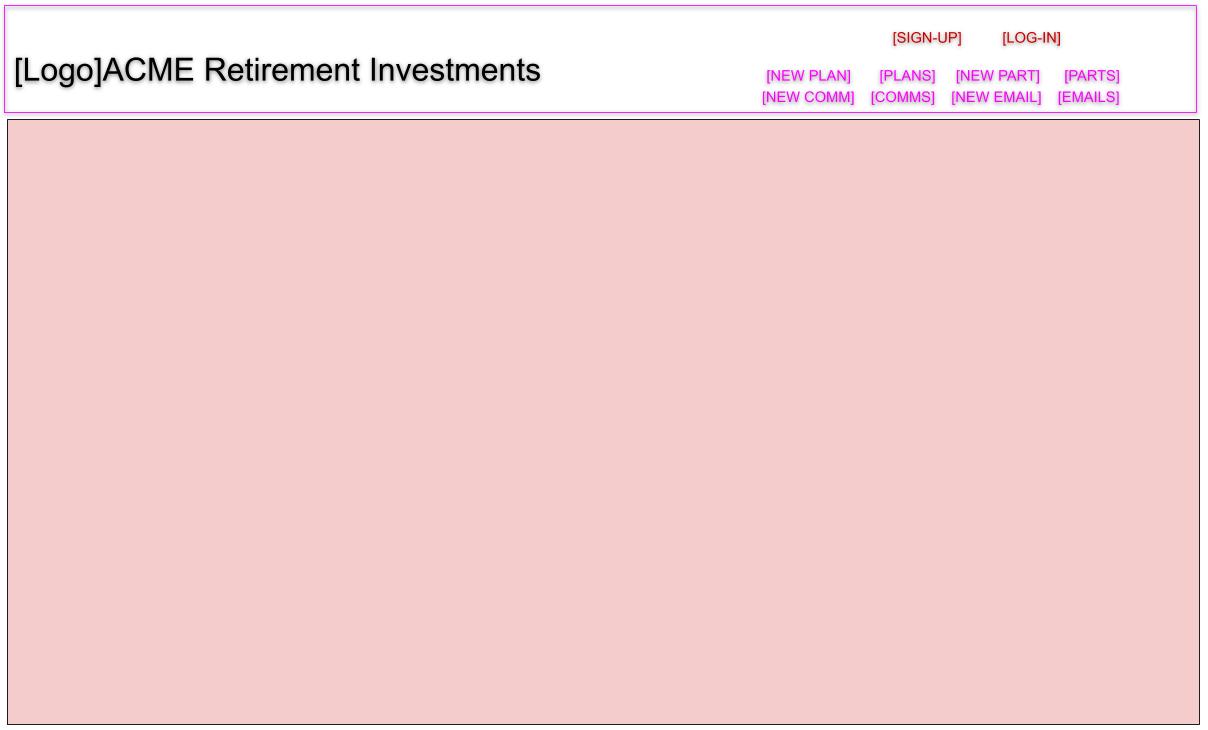 [SIGN-UP] [LOG-IN]
[Logo]ACME Retirement Investments
[NEW PLAN] [PLANS] [NEW PART] [PARTS]
[NEW COMM] [COMMS] [NEW EMAIL] [EMAILS]